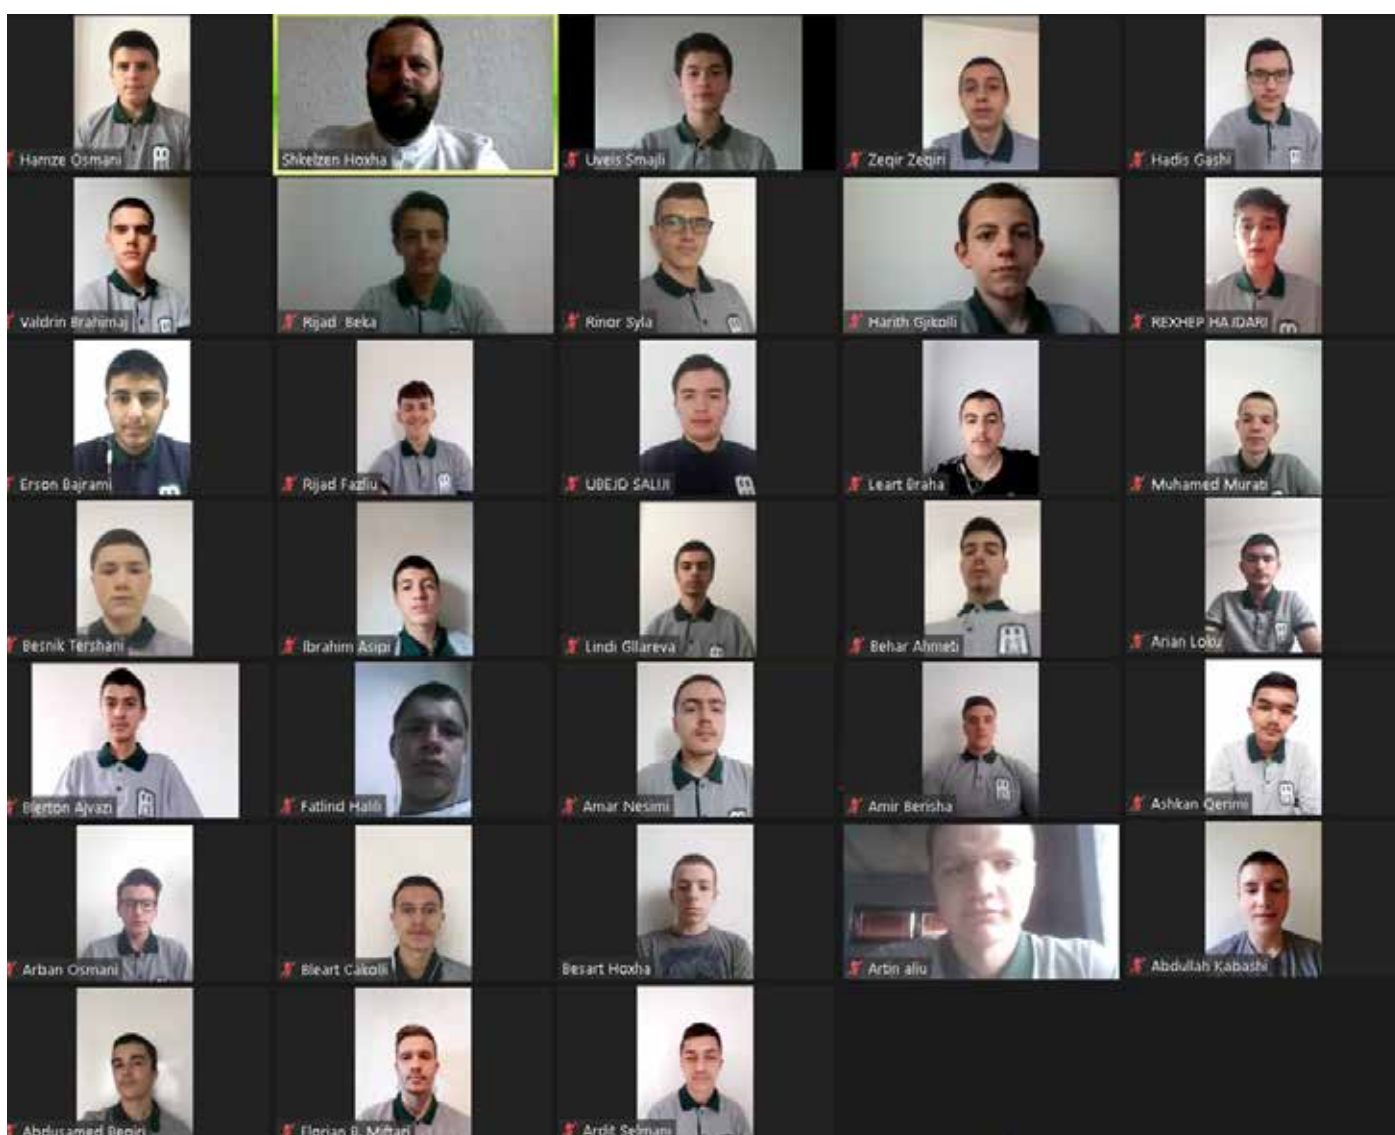 Hamze Osmani
Shkelzen Hoxha
Uveis Smajli
Zeqir Zeqiri
Hadis Gashi
Valdrin Brahimaj
Rijad Beka
Rinor Syla
Harith Gjikolli
REXHEP HAJDARI
Erson Bajrami
Rijad Fazliu
UBEJD SALIJI
Leart Braha
Muhamed Murati
Besnik Tershani
Ibrahim Asipi
Lindi Gllareva
Behar Ahmeti
Arian Loku
Blerton Ajvazi
Fatlind Halili
Amar Nesimi
Amir Berisha
Ashkan Qerimi
Arban Osmani
Bleart Cakolli
Besart Hoxha
Artin aliu
Abdullah Kabashi
Abdusamed Beqiri
Florian B. Miftari
Ardit Selmani